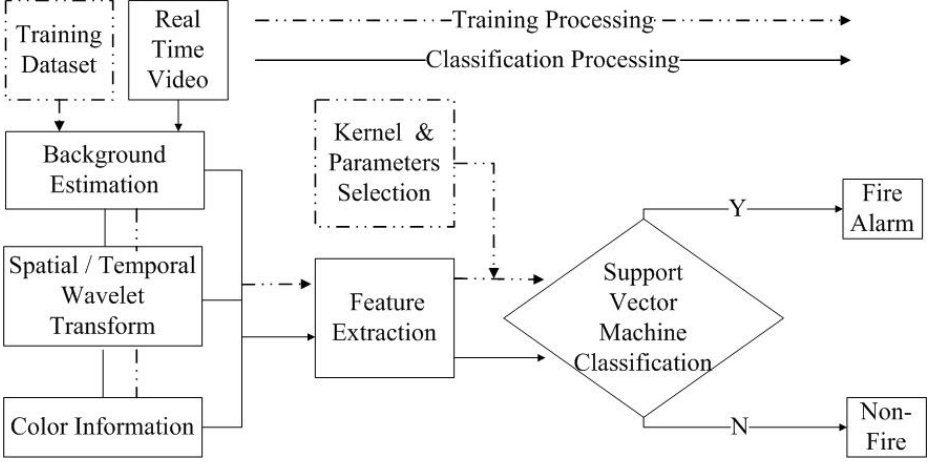 Training
Dataset
Real
Time
Video
Training Processing
Classification Processing
Background
Estimation
Kernel &
Parameters
Selection
Spatial / Temporal
Wavelet
Transform
Feature
Extraction
Support
Vector
Machine
Classification
Y
Fire
Alarm
Color Information
N
Non-
Fire